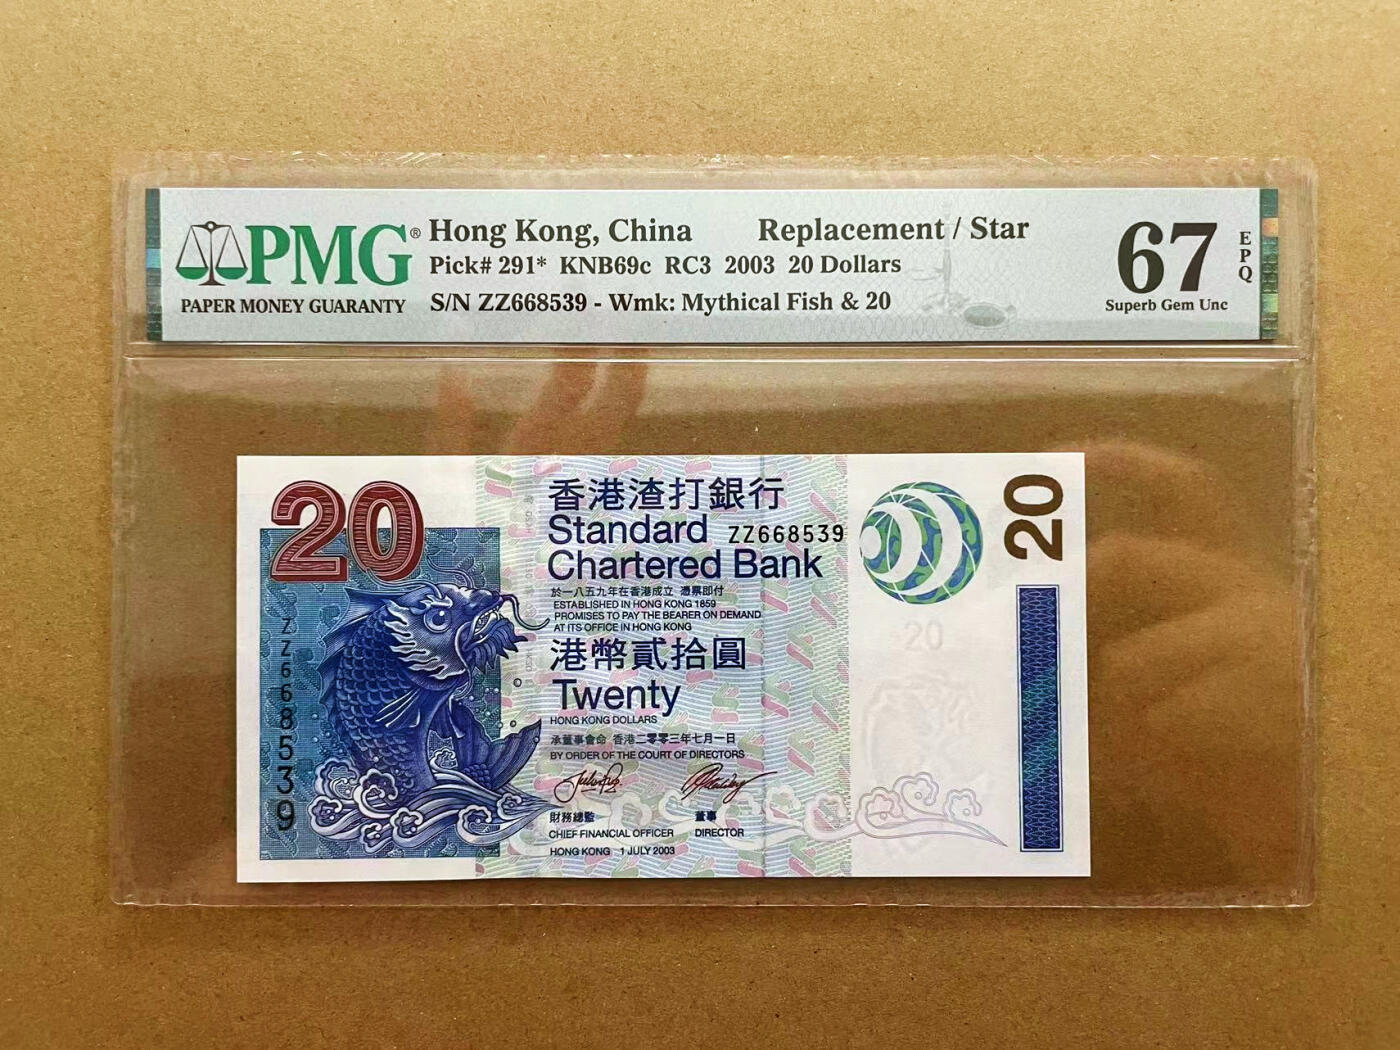 PMG®
PAPER MONEY GUARANTY
Hong Kong, China Replacement / Star
Pick# 291* KNB69c RC3 2003 20 Dollars
S/N ZZ668539 - Wmk: Mythical Fish & 20
67
EPQ
Superb Gem Unc
20
香港渣打銀行
Standard
ZZ668539
Chartered Bank
於一八五九年在香港成立 憑票即付
ESTABLISHED IN HONG KONG 1859
PROMISES TO PAY THE BEARER ON DEMAND
AT ITS OFFICE IN HONG KONG
港幣貳拾圓
Twenty
HONG KONG DOLLARS
承董事會命 香港二零零三年七月一日
BY ORDER OF THE COURT OF DIRECTORS
財務總監 董事
CHIEF FINANCIAL OFFICER DIRECTOR
HONG KONG 1 JULY 2003
ZZ668539
20
20